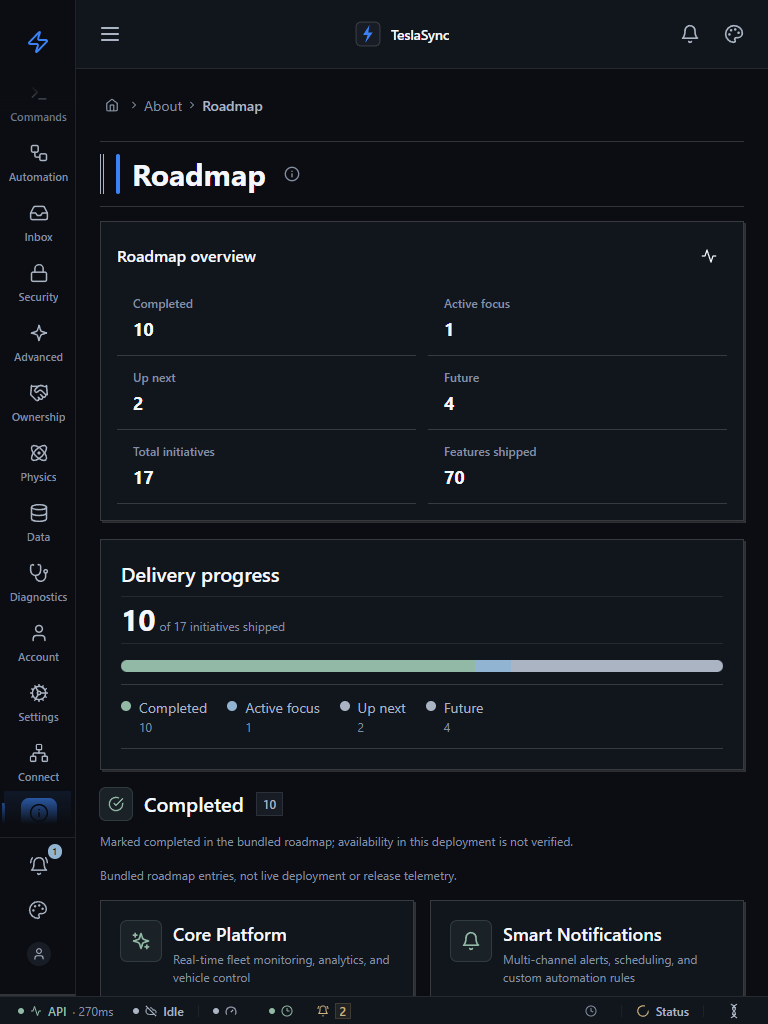 TeslaSync
Commands
Automation
Inbox
Security
Advanced
Ownership
Physics
Data
Diagnostics
Account
Settings
Connect
1
About
Roadmap
Roadmap
Roadmap overview
Completed
10
Active focus
1
Up next
2
Future
4
Total initiatives
17
Features shipped
70
Delivery progress
10 of 17 initiatives shipped
Completed
10
Active focus
1
Up next
2
Future
4
Completed 10
Marked completed in the bundled roadmap; availability in this deployment is not verified.
Bundled roadmap entries, not live deployment or release telemetry.
Core Platform
Real-time fleet monitoring, analytics, and
vehicle control
Smart Notifications
Multi-channel alerts, scheduling, and
custom automation rules
API · 270ms
Idle
2
Status